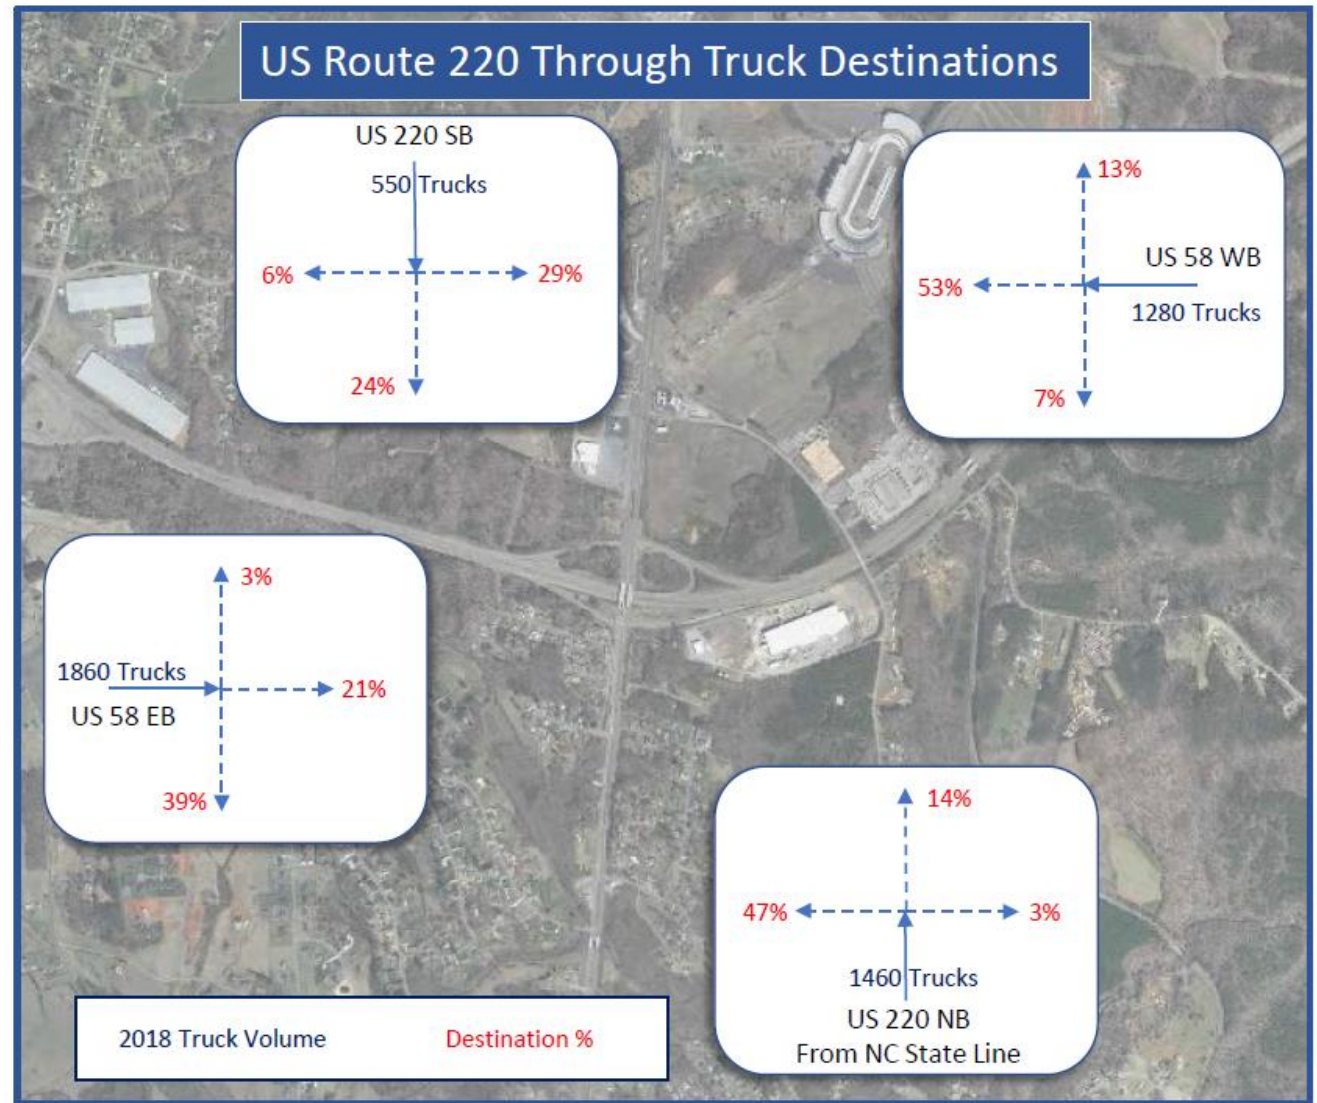 US Route 220 Through Truck Destinations
US 220 SB
550 Trucks
6%
29%
24%
13%
US 58 WB
53%
1280 Trucks
7%
3%
1860 Trucks
21%
US 58 EB
39%
14%
47%
3%
1460 Trucks
US 220 NB
From NC State Line
2018 Truck Volume
Destination %